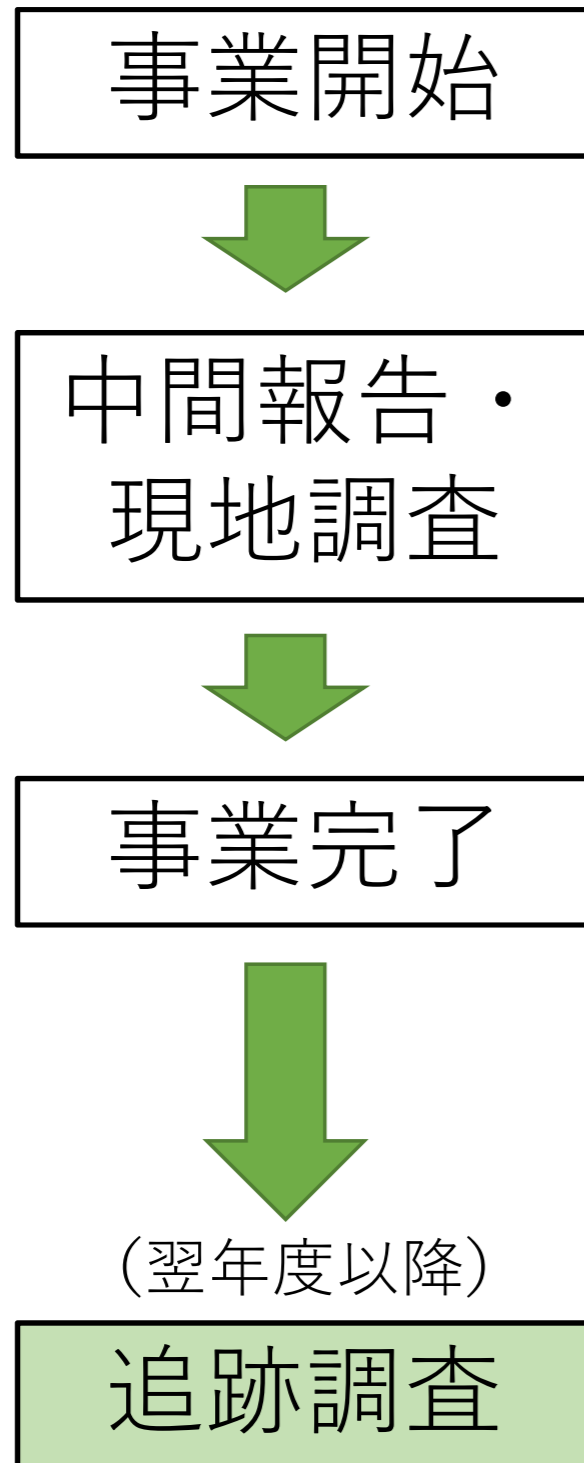 事業開始
中間報告・
現地調査
事業完了
（翌年度以降）
追跡調査